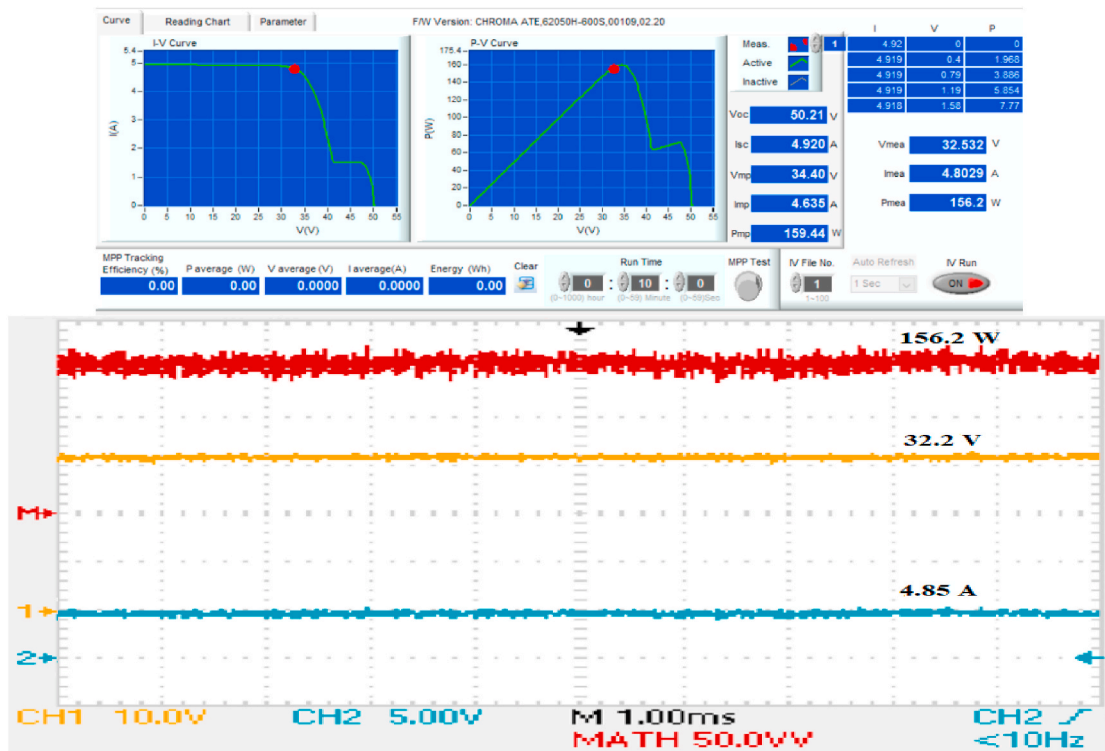 Curve Reading Chart Parameter F/W Version: CHROMA ATE,62050H-600S,00109,02.20
I-V Curve
5.4
5
4
3
2
1
0
I(A)
0 5 10 15 20 25 30 35 40 45 50 55
V(V)
P-V Curve
175.4
160
140
120
100
80
60
40
20
0
P(W)
0 5 10 15 20 25 30 35 40 45 50 55
V(V)
Meas. 1
Active
Inactive
Voc 50.21 V
Isc 4.920 A
Vmp 34.40 V
Imp 4.635 A
Pmp 159.44 W
I V P
4.92 0 0
4.919 0.4 1.968
4.919 0.79 3.886
4.919 1.19 5.854
4.918 1.58 7.77
Vmea 32.532 V
Imea 4.8029 A
Pmea 156.2 W
MPP Tracking
Efficiency (%) P average (W) V average (V) I average(A) Energy (Wh) Clear
0.00 0.00 0.0000 0.0000 0.00
Run Time
0 : 10 : 0
(0~1000) hour (0~59) Minute (0~59)Sec
MPP Test
IV File No.
1
1~100
Auto Refresh
1 Sec
IV Run
ON
156.2 W
32.2 V
M
4.85 A
1
2
CH1 10.0V CH2 5.00V M 1.00ms CH2
MATH 50.0VV <10Hz